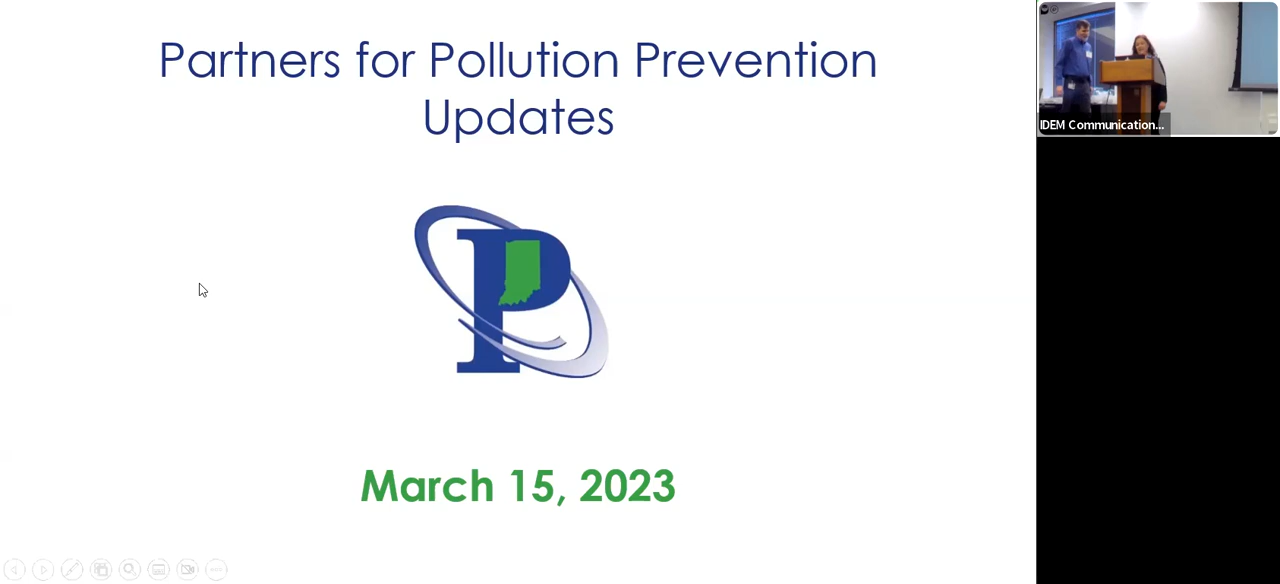 Partners for Pollution Prevention
Updates
P
March 15, 2023
IDEM Communication...